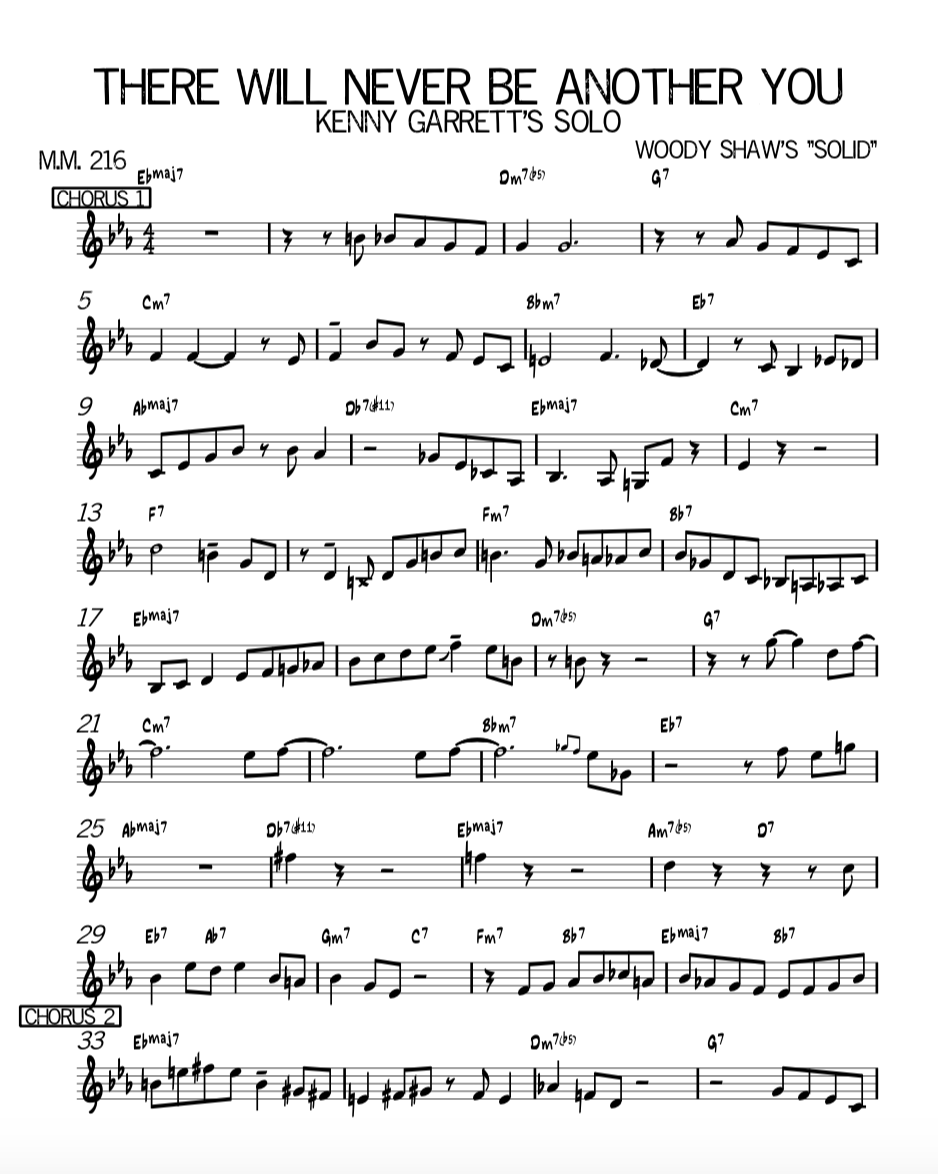 THERE WILL NEVER BE ANOTHER YOU
KENNY GARRETT'S SOLO
WOODY SHAW'S "SOLID"
M.M. 216
CHORUS 1
Ebmaj7 Dm7(b5) G7
4
4
5 Cm7 Bbm7 Eb7
9 Abmaj7 Db7(#11) Ebmaj7 Cm7
13 F7 Fm7 Bb7
17 Ebmaj7 Dm7(b5) G7
21 Cm7 Bbm7 Eb7
25 Abmaj7 Db7(#11) Ebmaj7 Am7(b5) D7
29 Eb7 Ab7 Gm7 C7 Fm7 Bb7 Ebmaj7 Bb7
CHORUS 2
33 Ebmaj7 Dm7(b5) G7